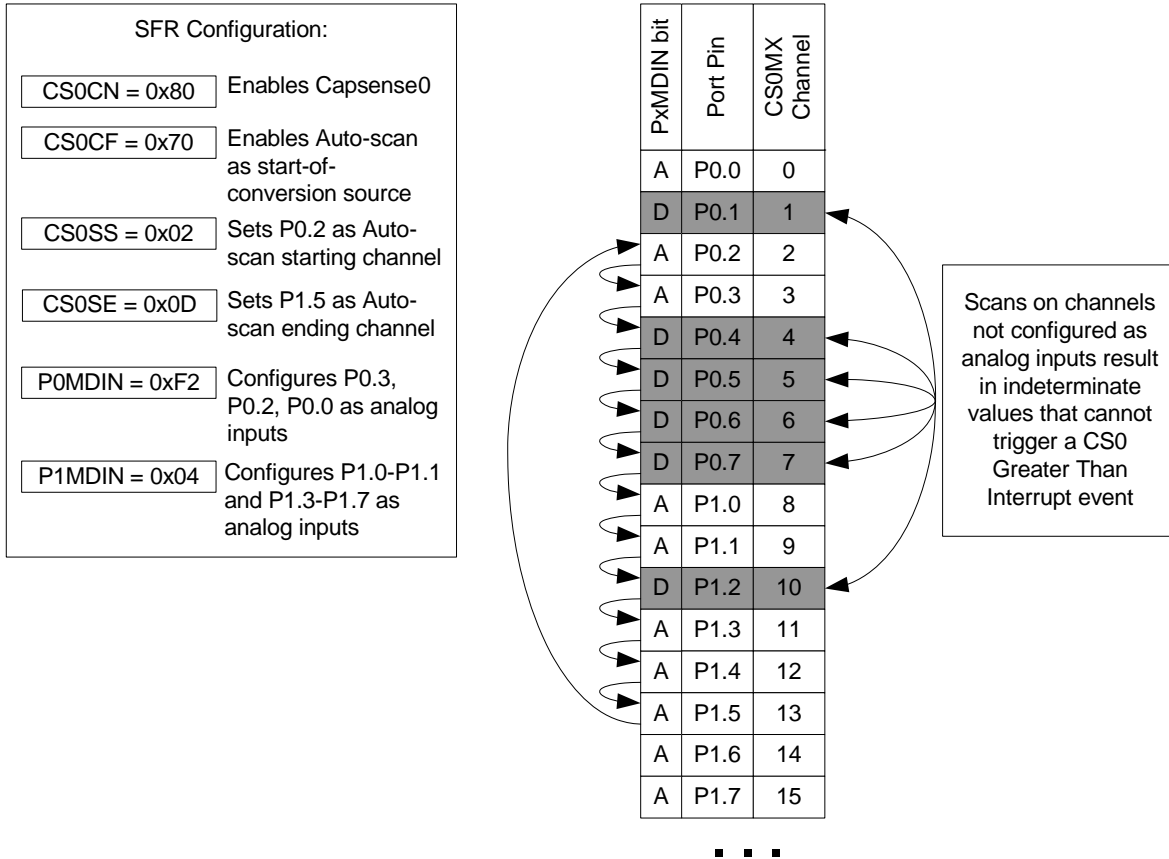 SFR Configuration:
CS0CN = 0x80
Enables Capsense0
CS0CF = 0x70
Enables Auto-scan
as start-of-
conversion source
CS0SS = 0x02
Sets P0.2 as Auto-
scan starting channel
CS0SE = 0x0D
Sets P1.5 as Auto-
scan ending channel
P0MDIN = 0xF2
Configures P0.3,
P0.2, P0.0 as analog
inputs
P1MDIN = 0x04
Configures P1.0-P1.1
and P1.3-P1.7 as
analog inputs
PxMDIN bit
Port Pin
CS0MX
Channel
A P0.0 0
D P0.1 1
A P0.2 2
A P0.3 3
D P0.4 4
D P0.5 5
D P0.6 6
D P0.7 7
A P1.0 8
A P1.1 9
D P1.2 10
A P1.3 11
A P1.4 12
A P1.5 13
A P1.6 14
A P1.7 15
...
Scans on channels
not configured as
analog inputs result
in indeterminate
values that cannot
trigger a CS0
Greater Than
Interrupt event